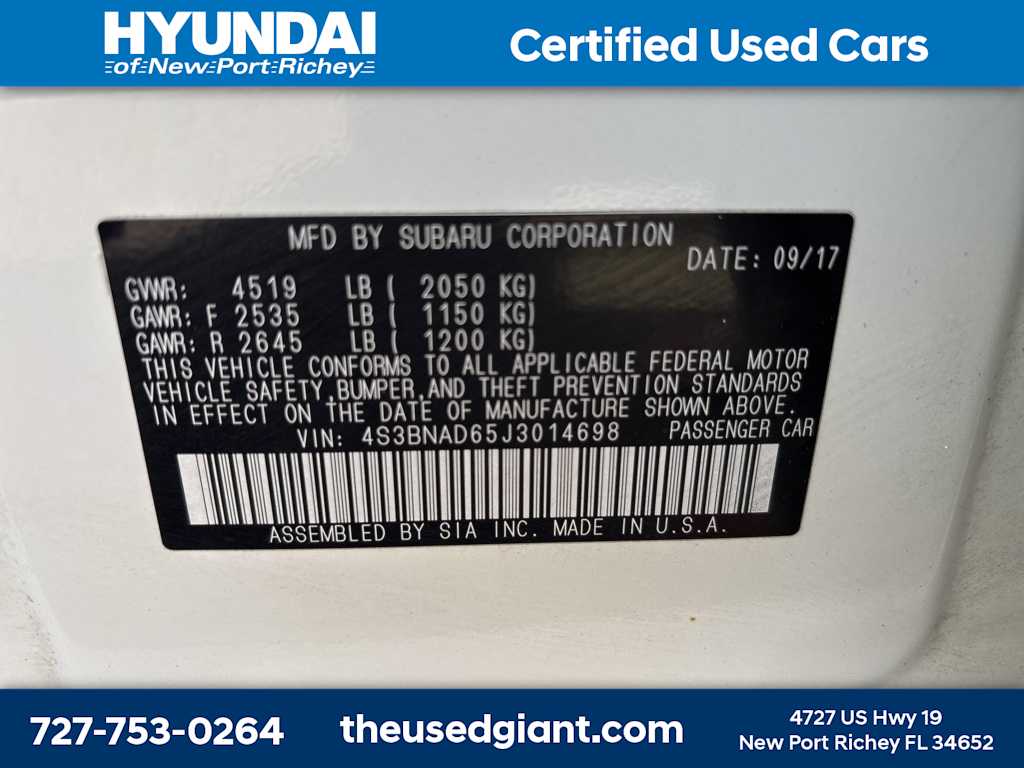 HYUNDAI
of New Port Richey
Certified Used Cars
MFD BY SUBARU CORPORATION
DATE: 09/17
GVWR: 4519 LB ( 2050 KG)
GAWR: F 2535 LB ( 1150 KG)
GAWR: R 2645 LB ( 1200 KG)
THIS VEHICLE CONFORMS TO ALL APPLICABLE FEDERAL MOTOR
VEHICLE SAFETY,BUMPER,AND THEFT PREVENTION STANDARDS
IN EFFECT ON THE DATE OF MANUFACTURE SHOWN ABOVE.
VIN: 4S3BNAD65J3014698 PASSENGER CAR
ASSEMBLED BY SIA INC. MADE IN U.S.A.
727-753-0264
theusedgiant.com
4727 US Hwy 19
New Port Richey FL 34652